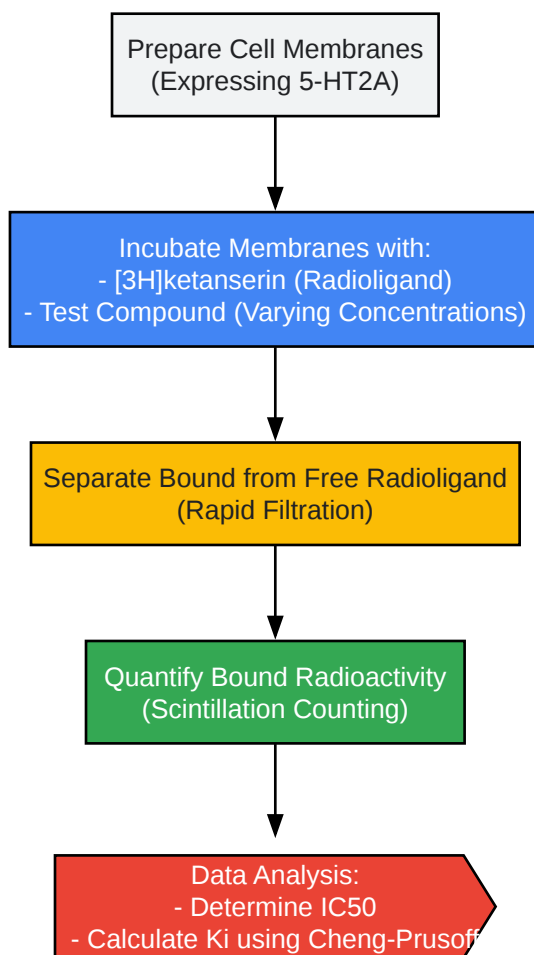 Prepare Cell Membranes
(Expressing 5-HT2A)
Incubate Membranes with:
- [3H]ketanserin (Radioligand)
- Test Compound (Varying Concentrations)
Separate Bound from Free Radioligand
(Rapid Filtration)
Quantify Bound Radioactivity
(Scintillation Counting)
Data Analysis:
- Determine IC50
- Calculate Ki using Cheng-Prusoff